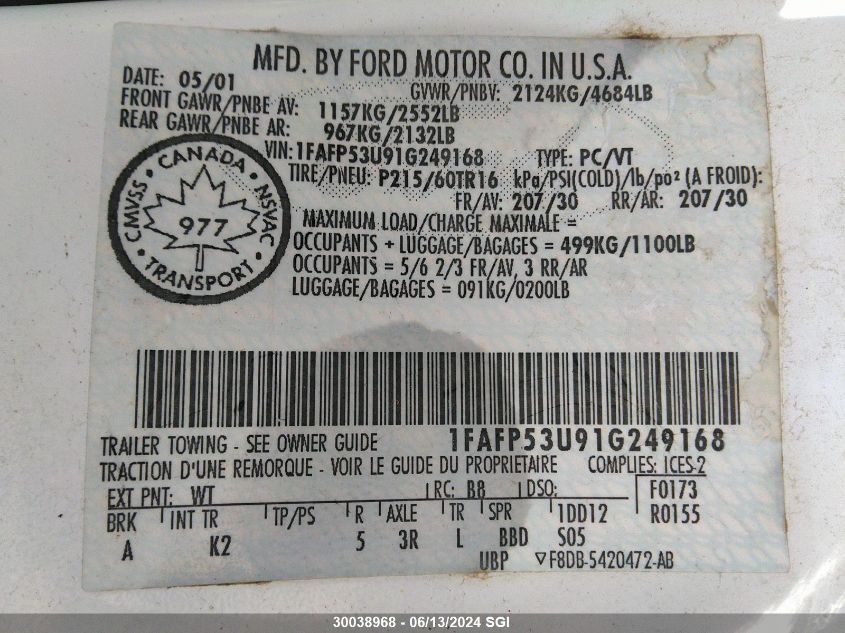 MFD. BY FORD MOTOR CO. IN U.S.A.
DATE: 05/01 GVWR/PNBV: 2124KG/4684LB
FRONT GAWR/PNBE AV: 1157KG/2552LB
REAR GAWR/PNBE AR: 967KG/2132LB
VIN: 1FAFP53U91G249168 TYPE: PC/VT
TIRE/PNEU: P215/60TR16 kPa/PSI(COLD)/lb/po² (A FROID):
FR/AV: 207/30 RR/AR: 207/30
CANADA
CMVSS NSVAC
977
TRANSPORT
MAXIMUM LOAD/CHARGE MAXIMALE =
OCCUPANTS + LUGGAGE/BAGAGES = 499KG/1100LB
OCCUPANTS = 5/6 2/3 FR/AV, 3 RR/AR
LUGGAGE/BAGAGES = 091KG/0200LB
1FAFP53U91G249168
TRAILER TOWING - SEE OWNER GUIDE
TRACTION D'UNE REMORQUE - VOIR LE GUIDE DU PROPRIETAIRE COMPLIES: ICES-2
EXT PNT: WT RC: B8 DSO: F0173
BRK INT TR TP/PS R AXLE TR SPR 1DD12 R0155
A K2 5 3R L BBD S05
UBP ▽F8DB-5420472-AB
30038968 - 06/13/2024 SGI